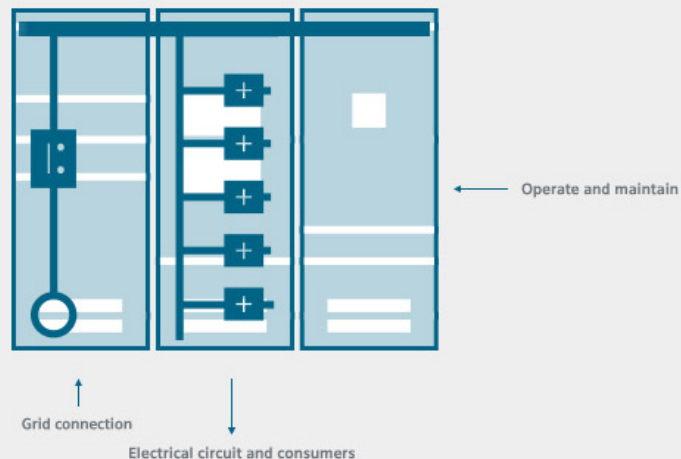 Operate and maintain
Grid connection
Electrical circuit and consumers